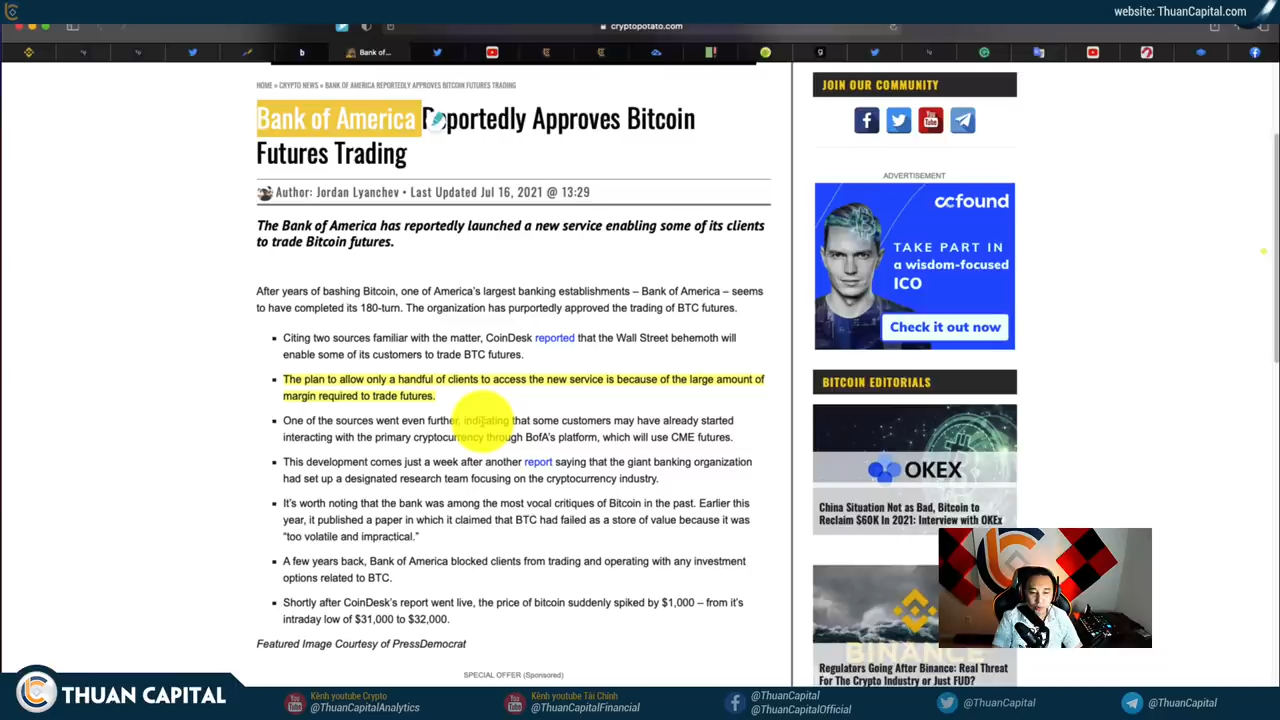 website: ThuanCapital.com
cryptopotato.com
Bank of...
HOME » CRYPTO NEWS » BANK OF AMERICA REPORTEDLY APPROVES BITCOIN FUTURES TRADING
Bank of America Reportedly Approves Bitcoin
Futures Trading
Author: Jordan Lyanchev • Last Updated Jul 16, 2021 @ 13:29
The Bank of America has reportedly launched a new service enabling some of its clients
to trade Bitcoin futures.
After years of bashing Bitcoin, one of America's largest banking establishments – Bank of America – seems
to have completed its 180-turn. The organization has purportedly approved the trading of BTC futures.
Citing two sources familiar with the matter, CoinDesk reported that the Wall Street behemoth will
enable some of its customers to trade BTC futures.
The plan to allow only a handful of clients to access the new service is because of the large amount of
margin required to trade futures.
One of the sources went even further, indicating that some customers may have already started
interacting with the primary cryptocurrency through BofA's platform, which will use CME futures.
This development comes just a week after another report saying that the giant banking organization
had set up a designated research team focusing on the cryptocurrency industry.
It's worth noting that the bank was among the most vocal critiques of Bitcoin in the past. Earlier this
year, it published a paper in which it claimed that BTC had failed as a store of value because it was
"too volatile and impractical."
A few years back, Bank of America blocked clients from trading and operating with any investment
options related to BTC.
Shortly after CoinDesk's report went live, the price of bitcoin suddenly spiked by $1,000 – from it's
intraday low of $31,000 to $32,000.
Featured Image Courtesy of PressDemocrat
SPECIAL OFFER (Sponsored)
JOIN OUR COMMUNITY
You
Tube
ADVERTISEMENT
ccfound
TAKE PART IN
a wisdom-focused
ICO
Check it out now
BITCOIN EDITORIALS
OKEX
China Situation Not as Bad, Bitcoin to
Reclaim $60K In 2021: Interview with OKEx
BINANCE
Regulators Going After Binance: Real Threat
For The Crypto Industry or Just FUD?
THUAN CAPITAL
Kênh youtube Crypto
@ThuanCapitalAnalytics
Kênh youtube Tài Chính
@ThuanCapitalFinancial
@ThuanCapital
@ThuanCapitalOfficial
@ThuanCapital
@ThuanCapital